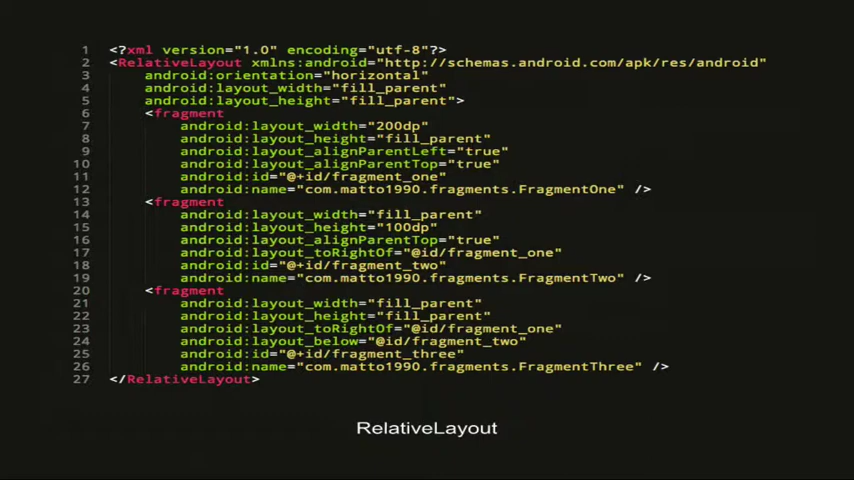 1 <?xml version="1.0" encoding="utf-8"?>
2 <RelativeLayout xmlns:android="http://schemas.android.com/apk/res/android"
3 android:orientation="horizontal"
4 android:layout_width="fill_parent"
5 android:layout_height="fill_parent">
6 <fragment
7 android:layout_width="200dp"
8 android:layout_height="fill_parent"
9 android:layout_alignParentLeft="true"
10 android:layout_alignParentTop="true"
11 android:id="@+id/fragment_one"
12 android:name="com.matto1990.fragments.FragmentOne" />
13 <fragment
14 android:layout_width="fill_parent"
15 android:layout_height="100dp"
16 android:layout_alignParentTop="true"
17 android:layout_toRightOf="@id/fragment_one"
18 android:id="@+id/fragment_two"
19 android:name="com.matto1990.fragments.FragmentTwo" />
20 <fragment
21 android:layout_width="fill_parent"
22 android:layout_height="fill_parent"
23 android:layout_toRightOf="@id/fragment_one"
24 android:layout_below="@id/fragment_two"
25 android:id="@+id/fragment_three"
26 android:name="com.matto1990.fragments.FragmentThree" />
27 </RelativeLayout>
RelativeLayout